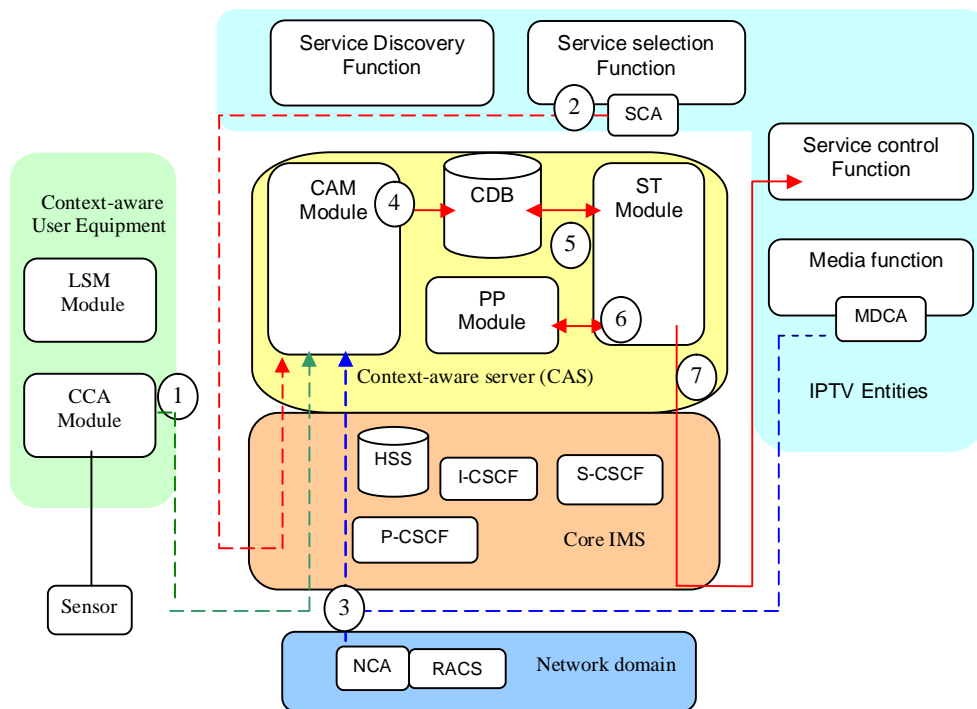 Service Discovery
Function
Service selection
Function
2
SCA
Service control
Function
Context-aware
User Equipment
CAM
Module
4
CDB
ST
Module
5
LSM
Module
Media function
MDCA
PP
Module
6
CCA
Module
1
Context-aware server (CAS)
7
IPTV Entities
HSS
I-CSCF
S-CSCF
P-CSCF
Core IMS
Sensor
3
NCA
RACS
Network domain